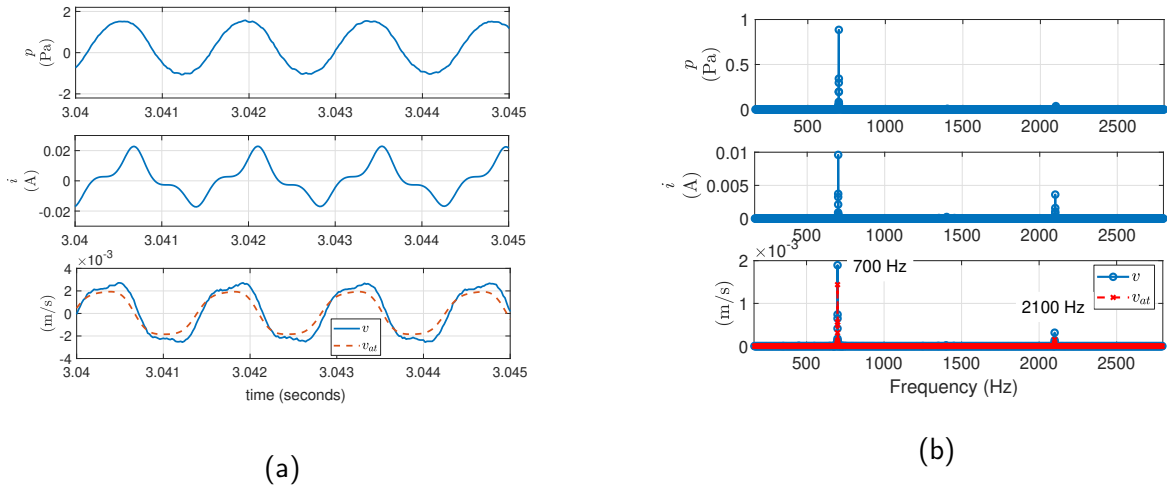 2
0
-2
p
(Pa)
3.04 3.041 3.042 3.043 3.044 3.045
0.02
0
-0.02
i
(A)
3.04 3.041 3.042 3.043 3.044 3.045
×10⁻³
4
2
0
-2
-4
(m/s)
v
v_at
3.04 3.041 3.042 3.043 3.044 3.045
time (seconds)
(a)
1
0.5
0
p
(Pa)
500 1000 1500 2000 2500
0.01
0.005
0
i
(A)
500 1000 1500 2000 2500
×10⁻³
2
1
0
(m/s)
700 Hz
2100 Hz
v
v_at
500 1000 1500 2000 2500
Frequency (Hz)
(b)